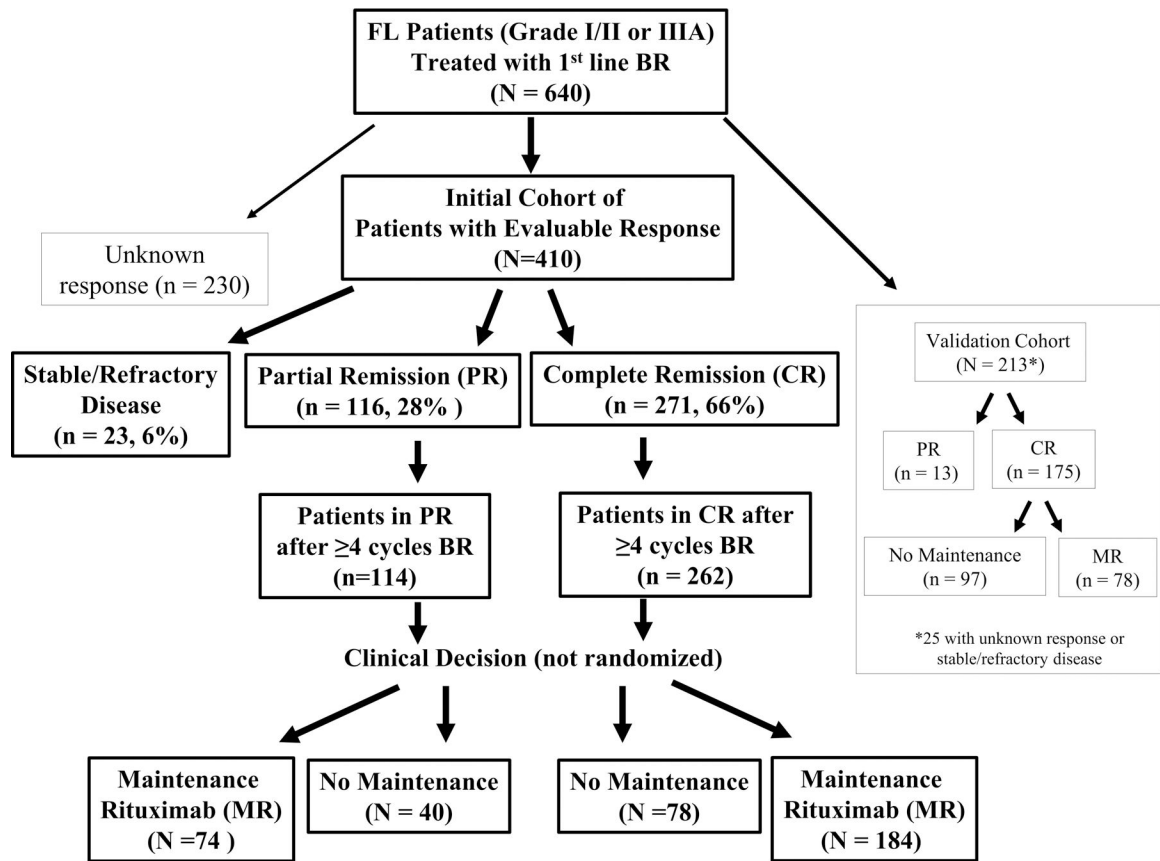 FL Patients (Grade I/II or IIIA)
Treated with 1st line BR
(N = 640)
Initial Cohort of
Patients with Evaluable Response
(N=410)
Unknown
response (n = 230)
Stable/Refractory
Disease
(n = 23, 6%)
Partial Remission (PR)
(n = 116, 28% )
Complete Remission (CR)
(n = 271, 66%)
Patients in PR
after ≥4 cycles BR
(n=114)
Patients in CR after
≥4 cycles BR
(n = 262)
Clinical Decision (not randomized)
Maintenance
Rituximab (MR)
(N =74 )
No Maintenance
(N = 40)
No Maintenance
(N =78)
Maintenance
Rituximab (MR)
(N = 184)
Validation Cohort
(N = 213*)
PR
(n = 13)
CR
(n = 175)
No Maintenance
(n = 97)
MR
(n = 78)
*25 with unknown response or
stable/refractory disease